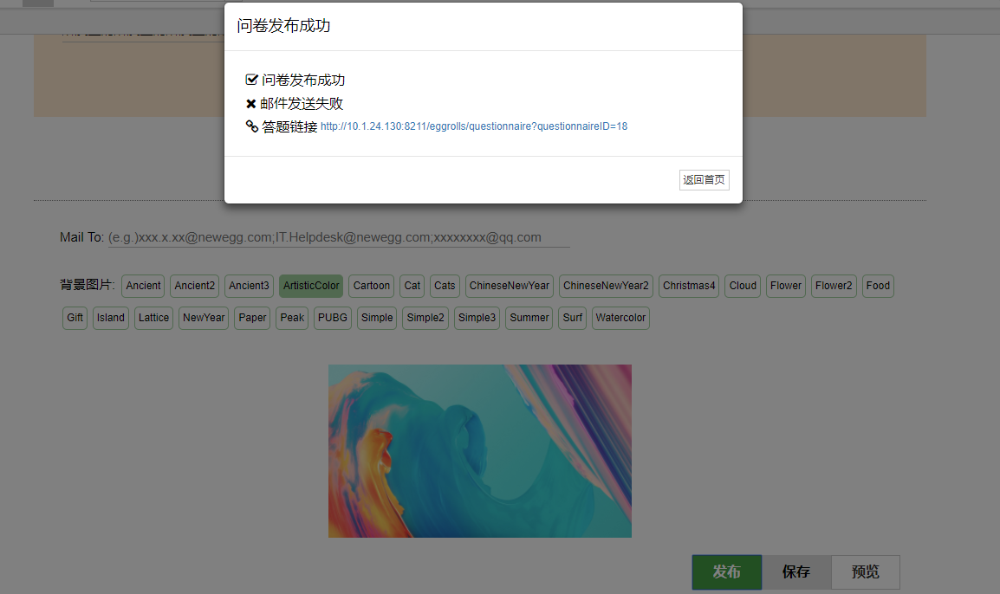 问卷发布成功
问卷发布成功
邮件发送失败
答题链接 http://10.1.24.130:8211/eggrolls/questionnaire?questionnaireID=18
返回首页
Mail To: (e.g.)xxx.x.xx@newegg.com;IT.Helpdesk@newegg.com;xxxxxxxx@qq.com
背景图片: Ancient Ancient2 Ancient3 ArtisticColor Cartoon Cat Cats ChineseNewYear ChineseNewYear2 Christmas4 Cloud Flower Flower2 Food
Gift Island Lattice NewYear Paper Peak PUBG Simple Simple2 Simple3 Summer Surf Watercolor
发布 保存 预览